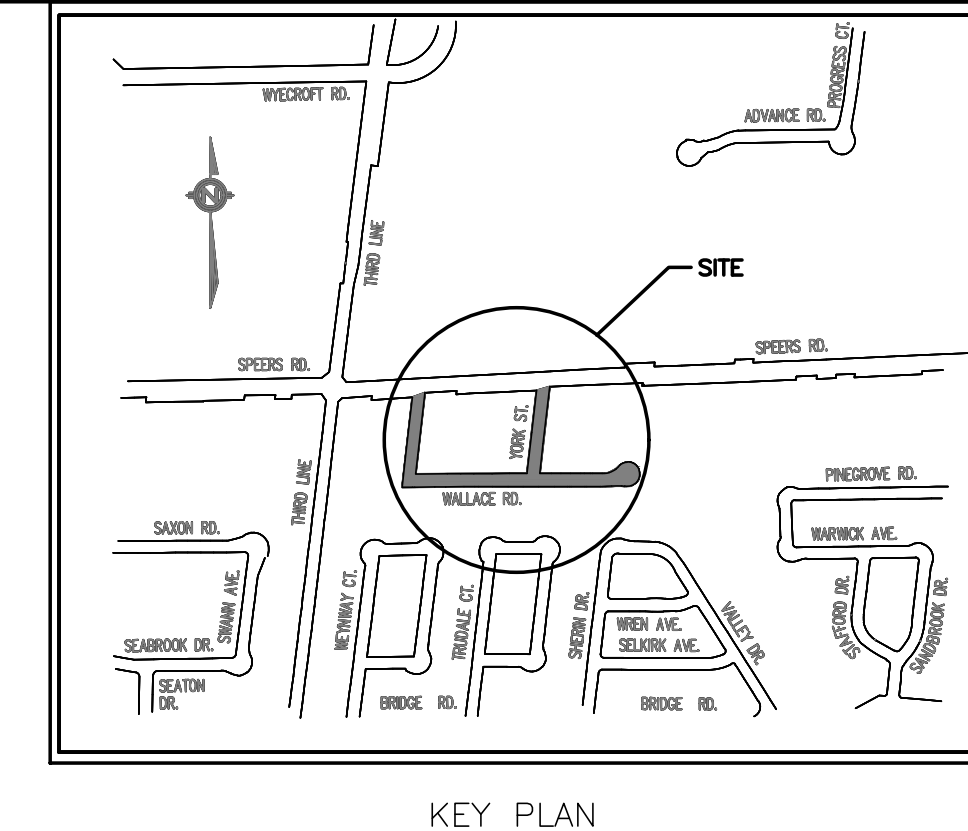 PROGRESS CT.
WYECROFT RD.
ADVANCE RD.
N
THIRD LINE
SITE
SPEERS RD.
SPEERS RD.
YORK ST.
THIRD LINE
WALLACE RD.
PINEGROVE RD.
SAXON RD.
WARWICK AVE.
SWANN AVE.
WEYNWAY CT.
TRUDALE CT.
SHERIN DR.
VALLEY DR.
STAFFORD DR.
SANDBROOK DR.
WREN AVE.
SELKIRK AVE.
SEABROOK DR.
SEATON
DR.
BRIDGE RD.
BRIDGE RD.
KEY PLAN